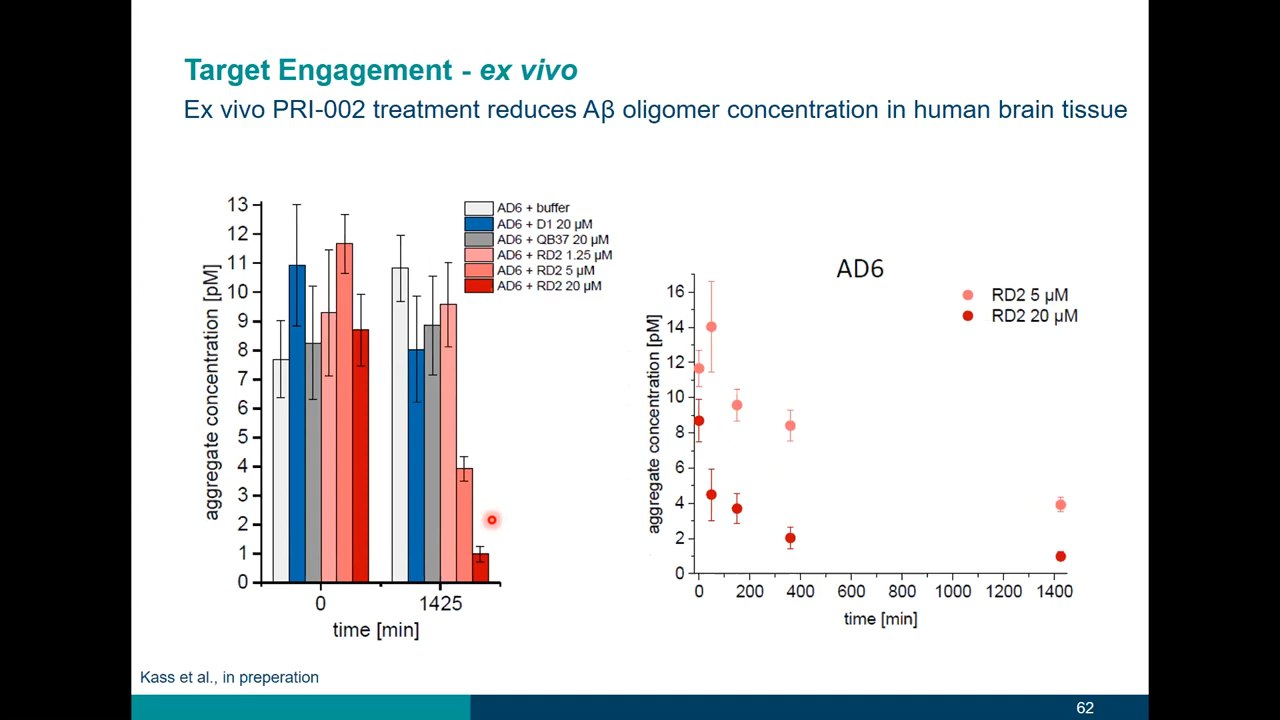 Target Engagement - ex vivo
Ex vivo PRI-002 treatment reduces Aβ oligomer concentration in human brain tissue
13
12
11
10
9
8
7
6
5
4
3
2
1
0
aggregate concentration [pM]
AD6 + buffer
AD6 + D1 20 µM
AD6 + QB37 20 µM
AD6 + RD2 1.25 µM
AD6 + RD2 5 µM
AD6 + RD2 20 µM
0 1425
time [min]
AD6
RD2 5 µM
RD2 20 µM
16
14
12
10
8
6
4
2
0
aggregate concentration [pM]
0 200 400 600 800 1000 1200 1400
time [min]
Kass et al., in preperation
62